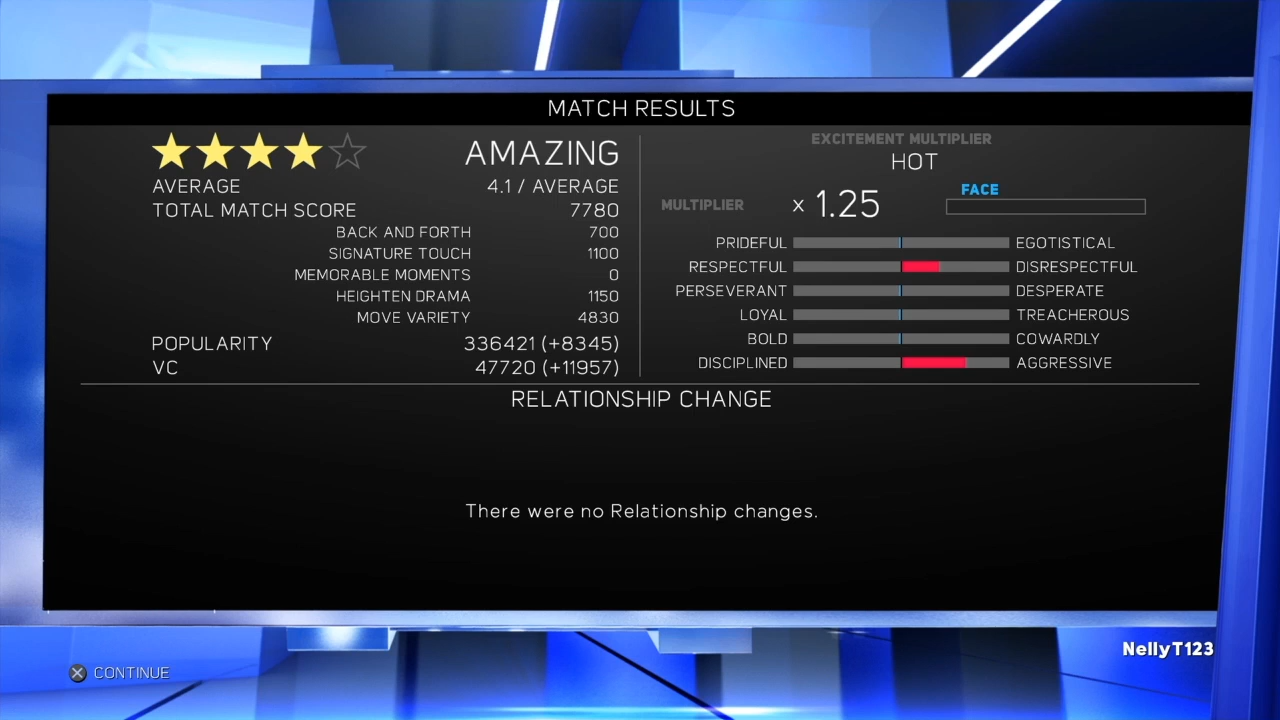 MATCH RESULTS
AMAZING
AVERAGE 4.1 / AVERAGE
TOTAL MATCH SCORE 7780
BACK AND FORTH 700
SIGNATURE TOUCH 1100
MEMORABLE MOMENTS 0
HEIGHTEN DRAMA 1150
MOVE VARIETY 4830
POPULARITY 336421 (+8345)
VC 47720 (+11957)
EXCITEMENT MULTIPLIER
HOT
FACE
MULTIPLIER x 1.25
PRIDEFUL EGOTISTICAL
RESPECTFUL DISRESPECTFUL
PERSEVERANT DESPERATE
LOYAL TREACHEROUS
BOLD COWARDLY
DISCIPLINED AGGRESSIVE
RELATIONSHIP CHANGE
There were no Relationship changes.
NellyT123
CONTINUE